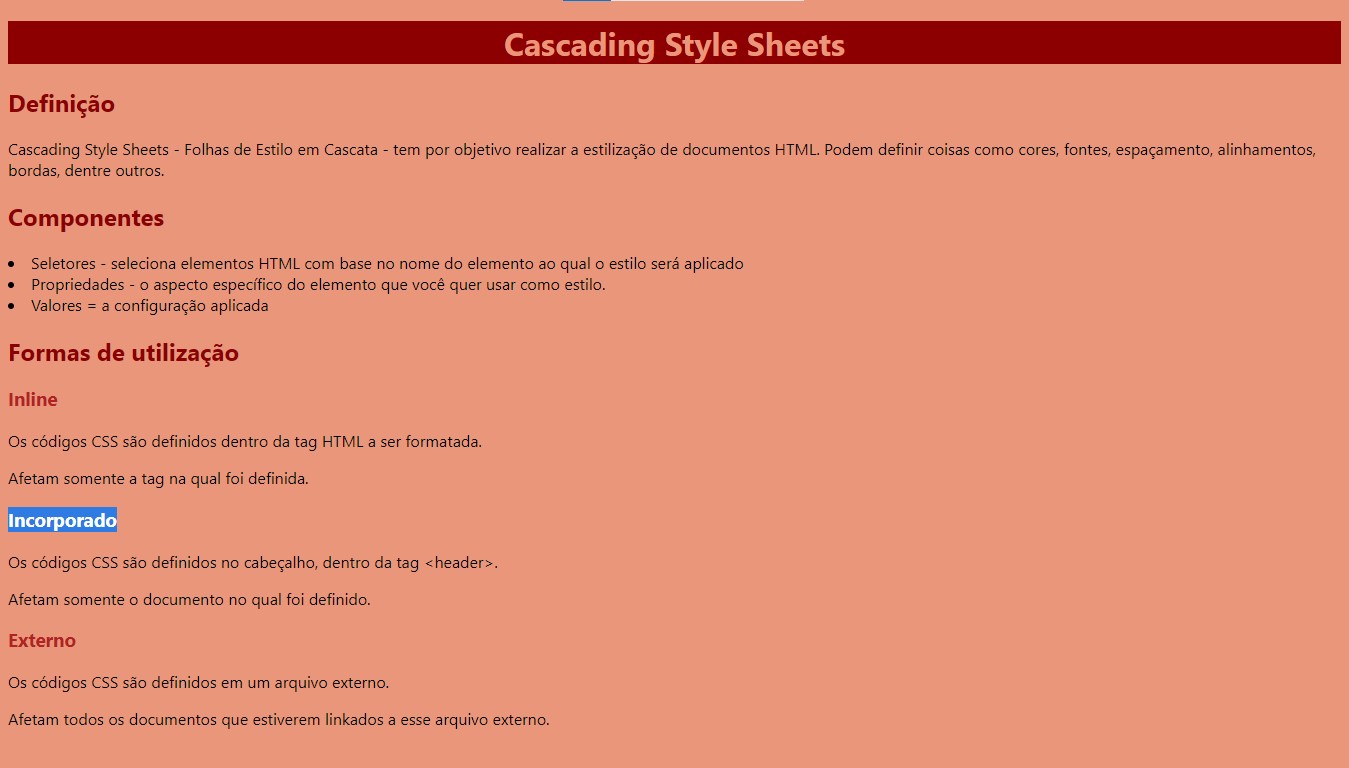 Cascading Style Sheets
Definição
Cascading Style Sheets - Folhas de Estilo em Cascata - tem por objetivo realizar a estilização de documentos HTML. Podem definir coisas como cores, fontes, espaçamento, alinhamentos,
bordas, dentre outros.
Componentes
• Seletores - seleciona elementos HTML com base no nome do elemento ao qual o estilo será aplicado
• Propriedades - o aspecto específico do elemento que você quer usar como estilo.
• Valores = a configuração aplicada
Formas de utilização
Inline
Os códigos CSS são definidos dentro da tag HTML a ser formatada.
Afetam somente a tag na qual foi definida.
Incorporado
Os códigos CSS são definidos no cabeçalho, dentro da tag <header>.
Afetam somente o documento no qual foi definido.
Externo
Os códigos CSS são definidos em um arquivo externo.
Afetam todos os documentos que estiverem linkados a esse arquivo externo.